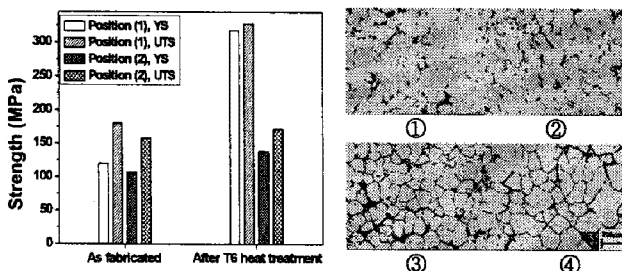 Strength (MPa)
300
250
200
150
100
50
0
Position (1), YS
Position (1), UTS
Position (2), YS
Position (2), UTS
As fabricated
After T6 heat treatment
① ②
③ ④